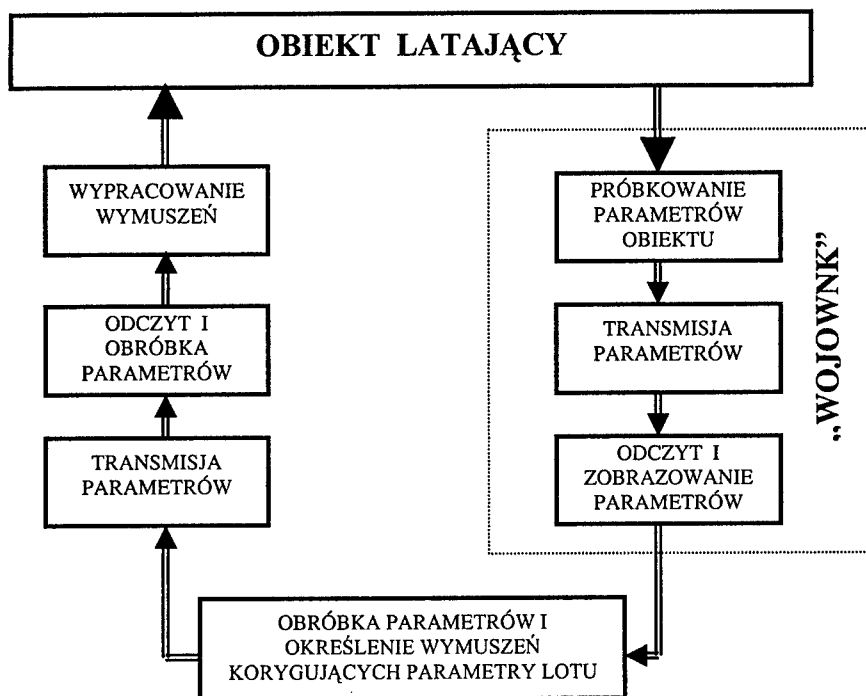 OBIEKT LATAJĄCY
WYPRACOWANIE
WYMUSZEŃ
ODCZYT I
OBRÓBKA
PARAMETRÓW
TRANSMISJA
PARAMETRÓW
PRÓBKOWANIE
PARAMETRÓW
OBIEKTU
TRANSMISJA
PARAMETRÓW
ODCZYT I
ZOBRAZOWANIE
PARAMETRÓW
„WOJOWNK”
OBRÓBKA PARAMETRÓW I
OKREŚLENIE WYMUSZEŃ
KORYGUJĄCYCH PARAMETRY LOTU